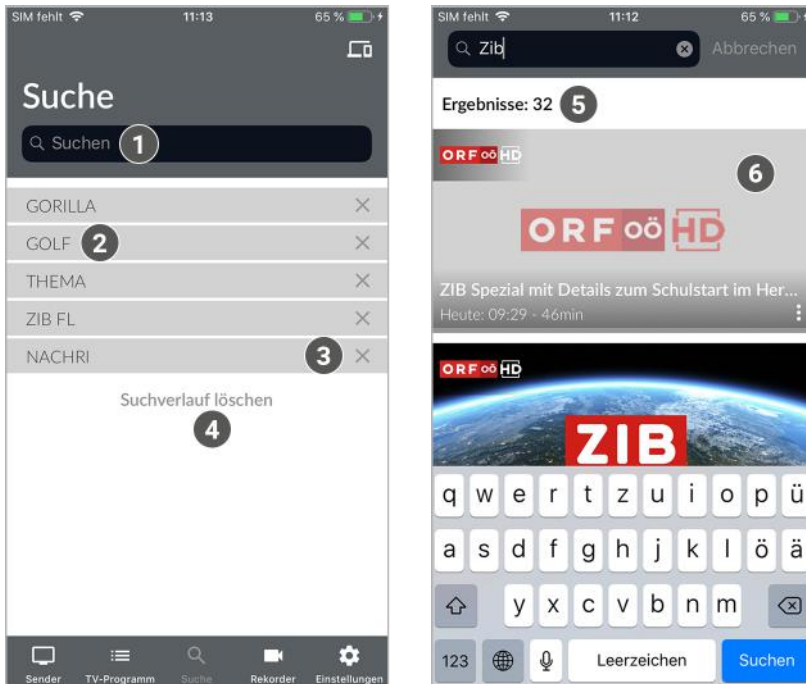 SIM fehlt 11:13 65 %
Suche
Suchen 1
GORILLA
GOLF 2
THEMA
ZIB FL
NACHRI 3
Suchverlauf löschen
4
Sender TV-Programm Suche Rekorder Einstellungen
SIM fehlt 11:12 65 %
Zib Abbrechen
Ergebnisse: 32 5
ORF oö HD
6
ORF oö HD
ZIB Spezial mit Details zum Schulstart im Her...
Heute: 09:29 - 46min
ORF oö HD
ZIB
q w e r t z u i o p ü
a s d f g h j k l ö ä
y x c v b n m
123 Leerzeichen Suchen